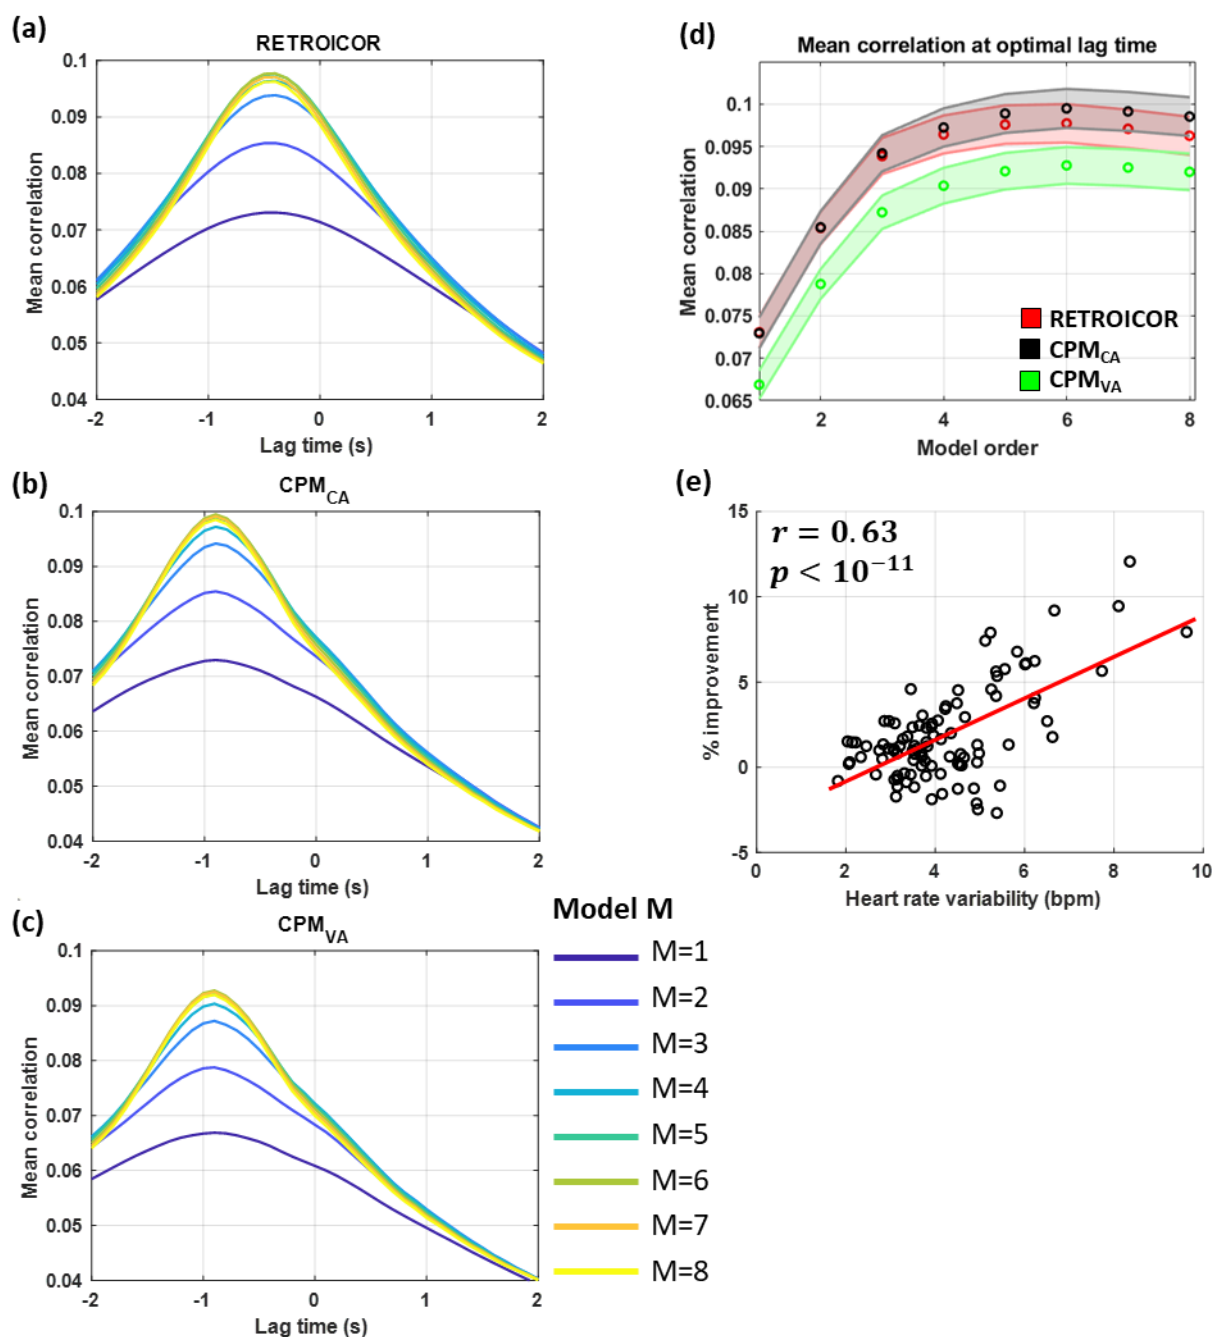 (a)
RETROICOR
0.1
0.09
0.08
0.07
0.06
0.05
0.04
Mean correlation
-2 -1 0 1 2
Lag time (s)
(b)
CPM_CA
0.1
0.09
0.08
0.07
0.06
0.05
0.04
Mean correlation
-2 -1 0 1 2
Lag time (s)
(c)
CPM_VA
0.1
0.09
0.08
0.07
0.06
0.05
0.04
Mean correlation
-2 -1 0 1 2
Lag time (s)
Model M
M=1
M=2
M=3
M=4
M=5
M=6
M=7
M=8
(d)
Mean correlation at optimal lag time
0.1
0.095
0.09
0.085
0.08
0.075
0.07
0.065
Mean correlation
RETROICOR
CPM_CA
CPM_VA
2 4 6 8
Model order
(e)
r = 0.63
p < 10^−11
15
10
5
0
-5
% improvement
0 2 4 6 8 10
Heart rate variability (bpm)